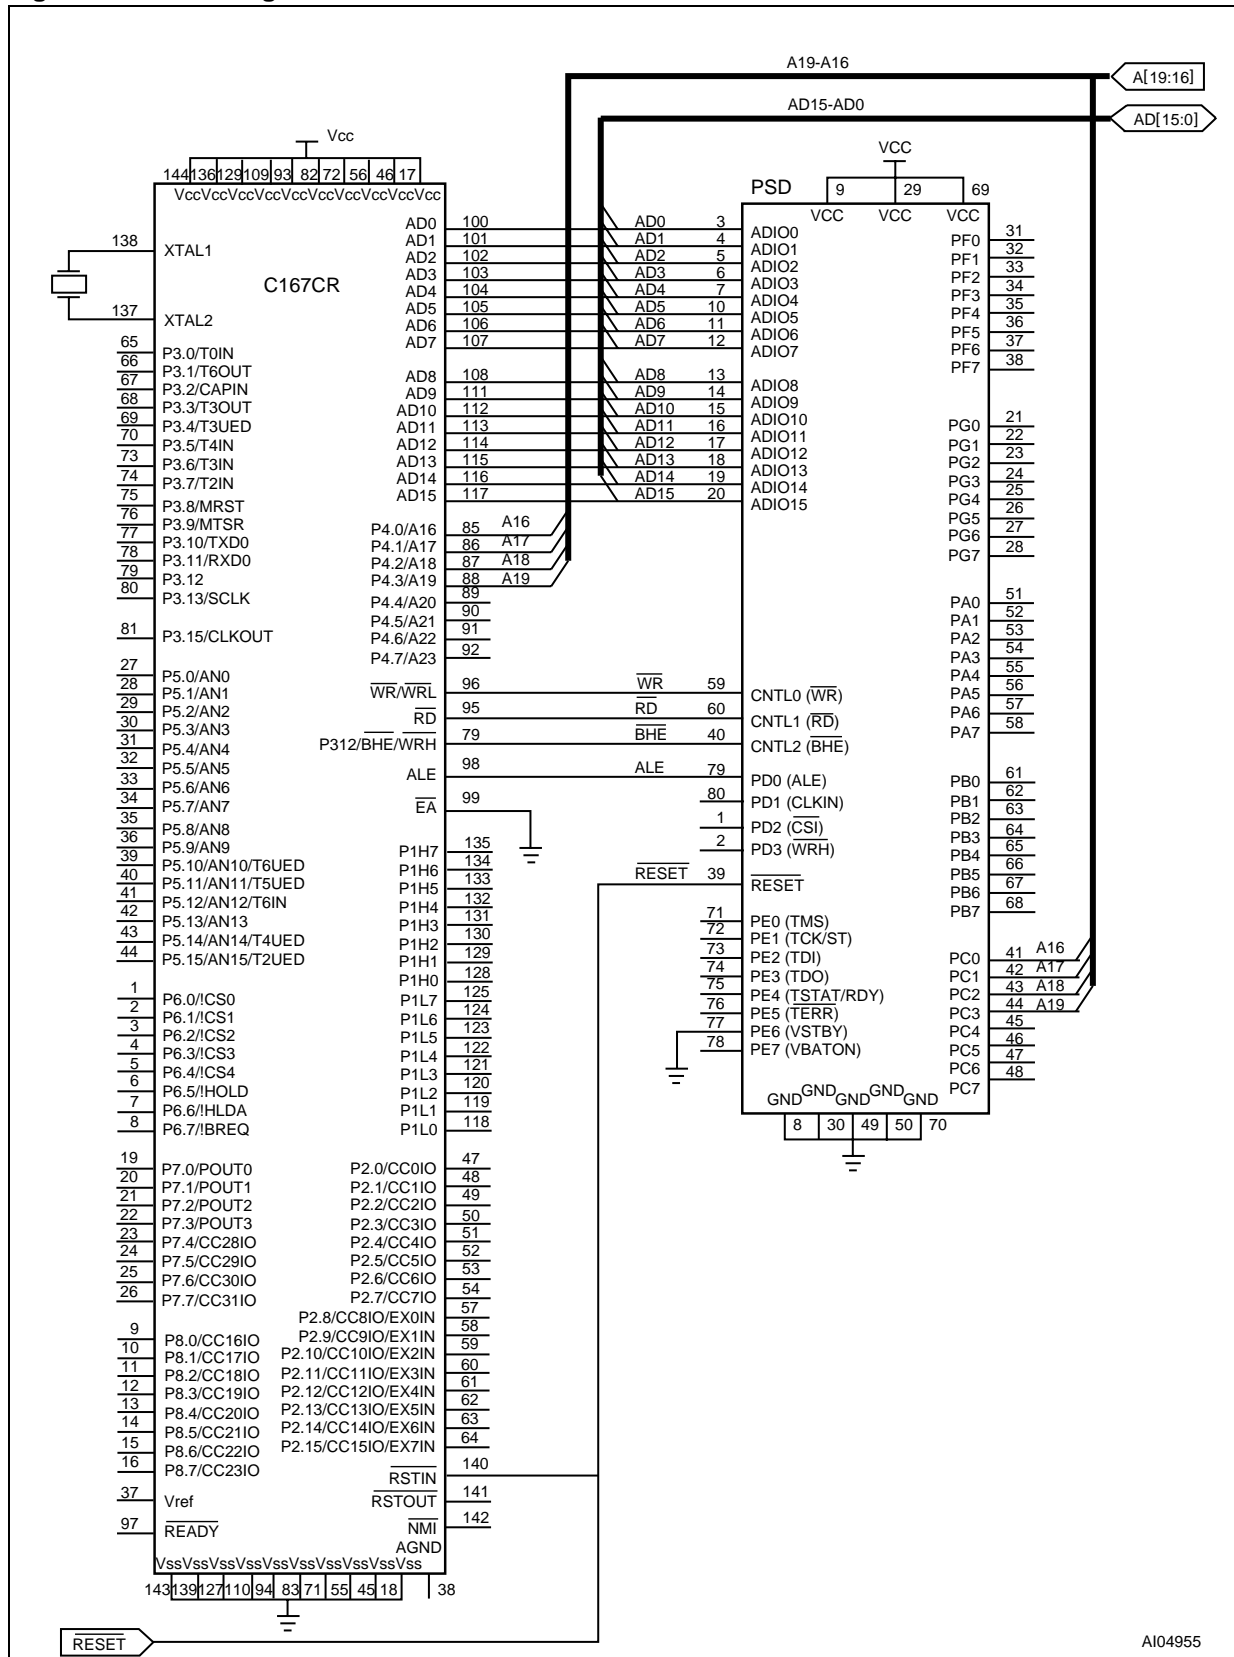 A19-A16
A[19:16]
AD15-AD0
AD[15:0]
Vcc
144 136 129 109 93 82 72 56 46 17
Vcc Vcc Vcc Vcc Vcc Vcc Vcc Vcc Vcc Vcc
VCC
PSD
9 29 69
VCC VCC VCC
C167CR
138 XTAL1
137 XTAL2
65 P3.0/T0IN
66 P3.1/T6OUT
67 P3.2/CAPIN
68 P3.3/T3OUT
69 P3.4/T3UED
70 P3.5/T4IN
73 P3.6/T3IN
74 P3.7/T2IN
75 P3.8/MRST
76 P3.9/MTSR
77 P3.10/TXD0
78 P3.11/RXD0
79 P3.12
80 P3.13/SCLK
81 P3.15/CLKOUT
27 P5.0/AN0
28 P5.1/AN1
29 P5.2/AN2
30 P5.3/AN3
31 P5.4/AN4
32 P5.5/AN5
33 P5.6/AN6
34 P5.7/AN7
35 P5.8/AN8
36 P5.9/AN9
39 P5.10/AN10/T6UED
40 P5.11/AN11/T5UED
41 P5.12/AN12/T6IN
42 P5.13/AN13
43 P5.14/AN14/T4UED
44 P5.15/AN15/T2UED
1 P6.0/!CS0
2 P6.1/!CS1
3 P6.2/!CS2
4 P6.3/!CS3
5 P6.4/!CS4
6 P6.5/!HOLD
7 P6.6/!HLDA
8 P6.7/!BREQ
19 P7.0/POUT0
20 P7.1/POUT1
21 P7.2/POUT2
22 P7.3/POUT3
23 P7.4/CC28IO
24 P7.5/CC29IO
25 P7.6/CC30IO
26 P7.7/CC31IO
9 P8.0/CC16IO
10 P8.1/CC17IO
11 P8.2/CC18IO
12 P8.3/CC19IO
13 P8.4/CC20IO
14 P8.5/CC21IO
15 P8.6/CC22IO
16 P8.7/CC23IO
37 Vref
97 READY
AD0 100 AD0 3 ADIO0
AD1 101 AD1 4 ADIO1
AD2 102 AD2 5 ADIO2
AD3 103 AD3 6 ADIO3
AD4 104 AD4 7 ADIO4
AD5 105 AD5 10 ADIO5
AD6 106 AD6 11 ADIO6
AD7 107 AD7 12 ADIO7
AD8 108 AD8 13 ADIO8
AD9 111 AD9 14 ADIO9
AD10 112 AD10 15 ADIO10
AD11 113 AD11 16 ADIO11
AD12 114 AD12 17 ADIO12
AD13 115 AD13 18 ADIO13
AD14 116 AD14 19 ADIO14
AD15 117 AD15 20 ADIO15
P4.0/A16 85 A16
P4.1/A17 86 A17
P4.2/A18 87 A18
P4.3/A19 88 A19
P4.4/A20 89
P4.5/A21 90
P4.6/A22 91
P4.7/A23 92
WR/WRL 96 WR 59 CNTL0 (WR)
RD 95 RD 60 CNTL1 (RD)
P312/BHE/WRH 79 BHE 40 CNTL2 (BHE)
ALE 98 ALE 79 PD0 (ALE)
80 PD1 (CLKIN)
EA 99
1 PD2 (CSI)
2 PD3 (WRH)
RESET 39 RESET
P1H7 135
P1H6 134
P1H5 133
P1H4 132
P1H3 131
P1H2 130
P1H1 129
P1H0 128
P1L7 125
P1L6 124
P1L5 123
P1L4 122
P1L3 121
P1L2 120
P1L1 119
P1L0 118
P2.0/CC0IO 47
P2.1/CC1IO 48
P2.2/CC2IO 49
P2.3/CC3IO 50
P2.4/CC4IO 51
P2.5/CC5IO 52
P2.6/CC6IO 53
P2.7/CC7IO 54
P2.8/CC8IO/EX0IN 57
P2.9/CC9IO/EX1IN 58
P2.10/CC10IO/EX2IN 59
P2.11/CC11IO/EX3IN 60
P2.12/CC12IO/EX4IN 61
P2.13/CC13IO/EX5IN 62
P2.14/CC14IO/EX6IN 63
P2.15/CC15IO/EX7IN 64
RSTIN 140
RSTOUT 141
NMI 142
AGND
Vss Vss Vss Vss Vss Vss Vss Vss Vss Vss
143 139 127 110 94 83 71 55 45 18 38
71 PE0 (TMS)
72 PE1 (TCK/ST)
73 PE2 (TDI)
74 PE3 (TDO)
75 PE4 (TSTAT/RDY)
76 PE5 (TERR)
77 PE6 (VSTBY)
78 PE7 (VBATON)
PF0 31
PF1 32
PF2 33
PF3 34
PF4 35
PF5 36
PF6 37
PF7 38
PG0 21
PG1 22
PG2 23
PG3 24
PG4 25
PG5 26
PG6 27
PG7 28
PA0 51
PA1 52
PA2 53
PA3 54
PA4 55
PA5 56
PA6 57
PA7 58
PB0 61
PB1 62
PB2 63
PB3 64
PB4 65
PB5 66
PB6 67
PB7 68
PC0 41 A16
PC1 42 A17
PC2 43 A18
PC3 44 A19
PC4 45
PC5 46
PC6 47
PC7 48
GND GND GND GND GND
8 30 49 50 70
RESET
AI04955